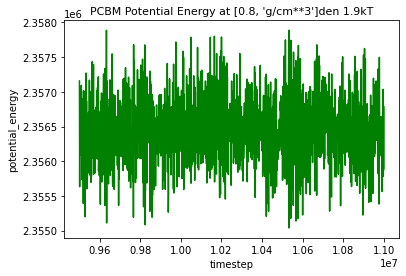 PCBM Potential Energy at [0.8, 'g/cm**3']den 1.9kT
1e6
2.3580
2.3575
2.3570
2.3565
2.3560
2.3555
2.3550
potential_energy
0.96 0.98 1.00 1.02 1.04 1.06 1.08 1.10
1e7
timestep